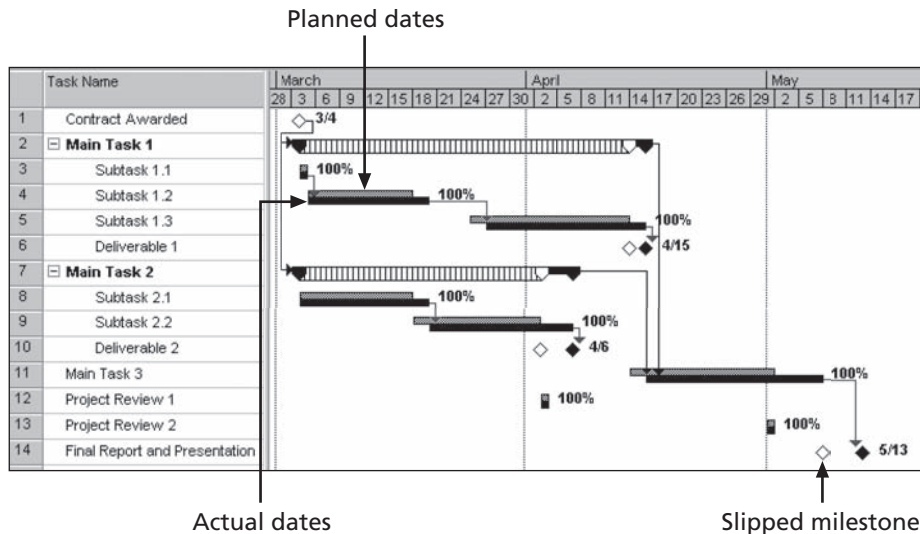 Planned dates
Task Name
March April May
28 3 6 9 12 15 18 21 24 27 30 2 5 8 11 14 17 20 23 26 29 2 5 8 11 14 17
1 Contract Awarded 3/4
2 Main Task 1
3 Subtask 1.1 100%
4 Subtask 1.2 100%
5 Subtask 1.3 100%
6 Deliverable 1 4/15
7 Main Task 2
8 Subtask 2.1 100%
9 Subtask 2.2 100%
10 Deliverable 2 4/6
11 Main Task 3 100%
12 Project Review 1 100%
13 Project Review 2 100%
14 Final Report and Presentation 5/13
Actual dates Slipped milestone